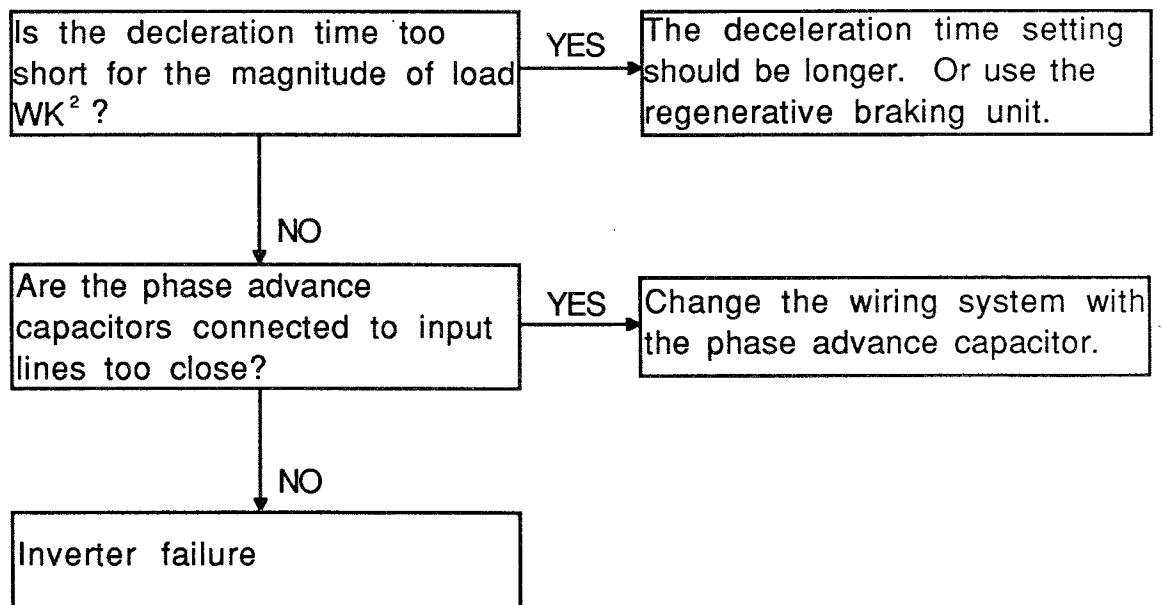 Is the decleration time too
short for the magnitude of load
WK² ?
YES
The deceleration time setting
should be longer. Or use the
regenerative braking unit.
NO
Are the phase advance
capacitors connected to input
lines too close?
YES
Change the wiring system with
the phase advance capacitor.
NO
Inverter failure